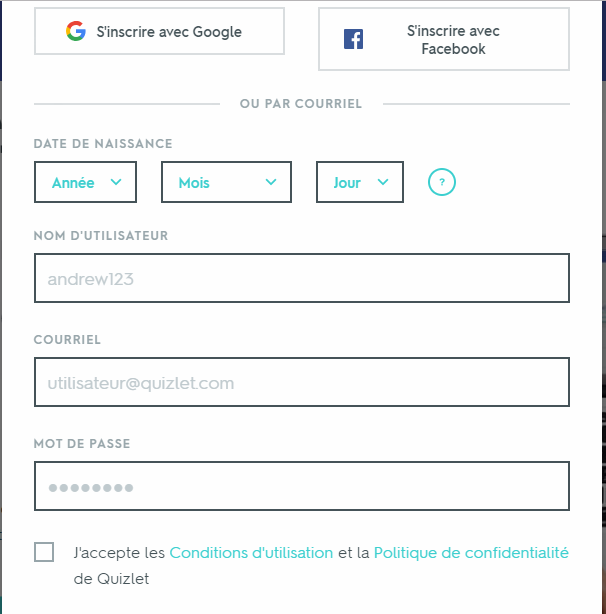 S'inscrire avec Google
S'inscrire avec
Facebook
OU PAR COURRIEL
DATE DE NAISSANCE
Année Mois Jour ?
NOM D'UTILISATEUR
andrew123
COURRIEL
utilisateur@quizlet.com
MOT DE PASSE
●●●●●●●●
J'accepte les Conditions d'utilisation et la Politique de confidentialité
de Quizlet